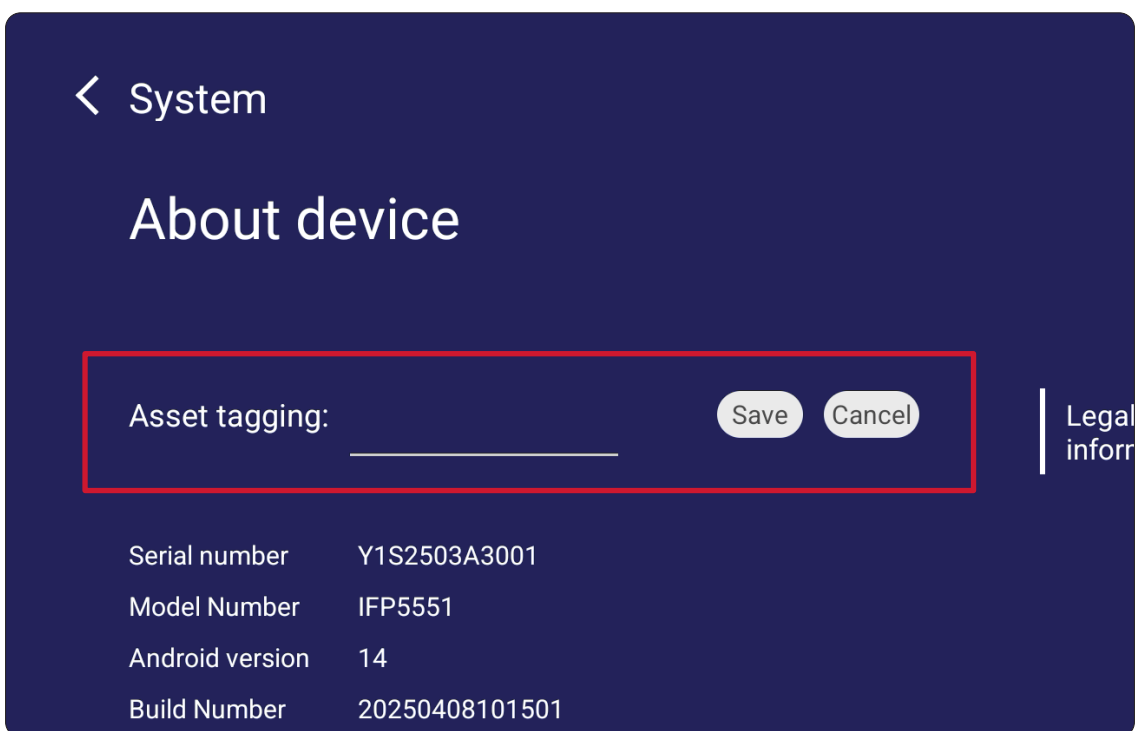 System
About device
Asset tagging:
Save
Cancel
Legal
Serial number Y1S2503A3001
Model Number IFP5551
Android version 14
Build Number 20250408101501